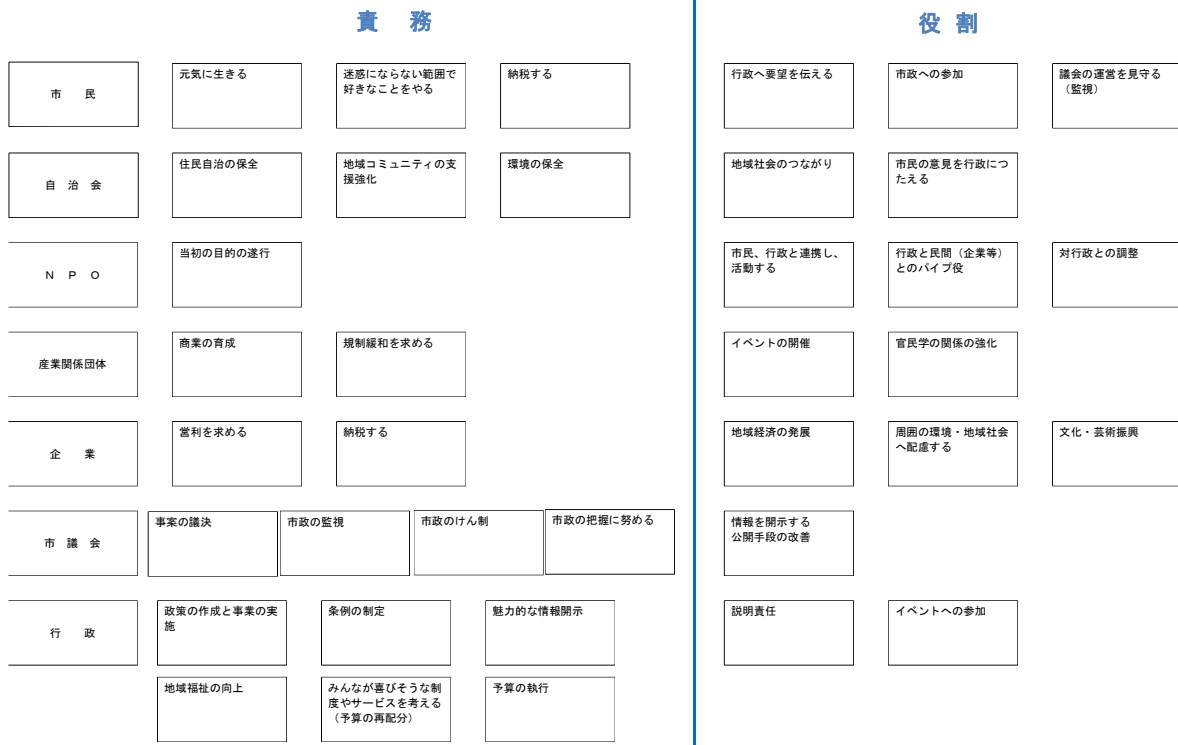 責　務
役 割
市　民
元気に生きる
迷惑にならない範囲で
好きなことをやる
納税する
行政へ要望を伝える
市政への参加
議会の運営を見守る
（監視）
自 治 会
住民自治の保全
地域コミュニティの支
援強化
環境の保全
地域社会のつながり
市民の意見を行政につ
たえる
Ｎ Ｐ Ｏ
当初の目的の遂行
市民、行政と連携し、
活動する
行政と民間（企業等）
とのパイプ役
対行政との調整
産業関係団体
商業の育成
規制緩和を求める
イベントの開催
官民学の関係の強化
企　業
営利を求める
納税する
地域経済の発展
周囲の環境・地域社会
へ配慮する
文化・芸術振興
市 議 会
事案の議決
市政の監視
市政のけん制
市政の把握に努める
情報を開示する
公開手段の改善
行　政
政策の作成と事業の実
施
条例の制定
魅力的な情報開示
説明責任
イベントへの参加
地域福祉の向上
みんなが喜びそうな制
度やサービスを考える
（予算の再配分）
予算の執行